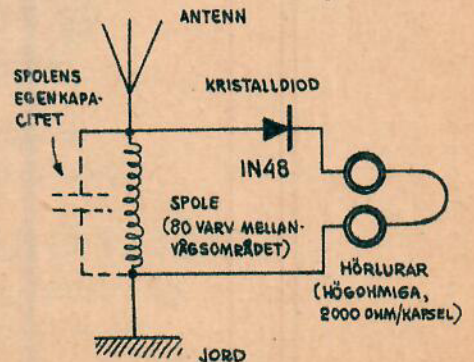 ANTENN
SPOLENS
EGENKAPA-
CITET
KRISTALLDIOD
IN48
SPOLE
(80 VARV MELLAN-
VÅGSOMRÅDET)
HÖRLURAR
(HÖGOHMIGA,
2000 OHM/KAPSEL)
JORD